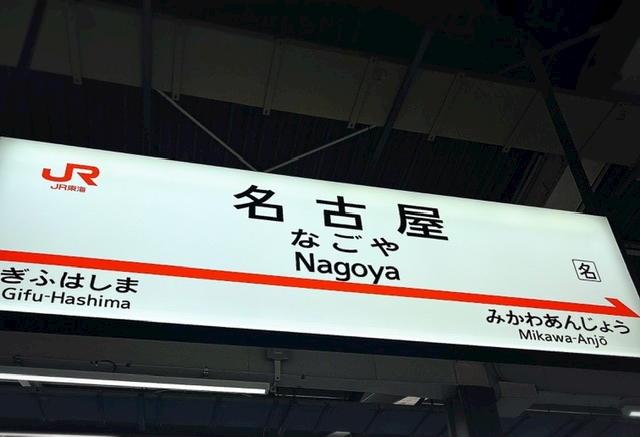 JR
JR東海
名古屋
なごや
Nagoya
名
ぎふはしま
Gifu-Hashima
みかわあんじょう
Mikawa-Anjō